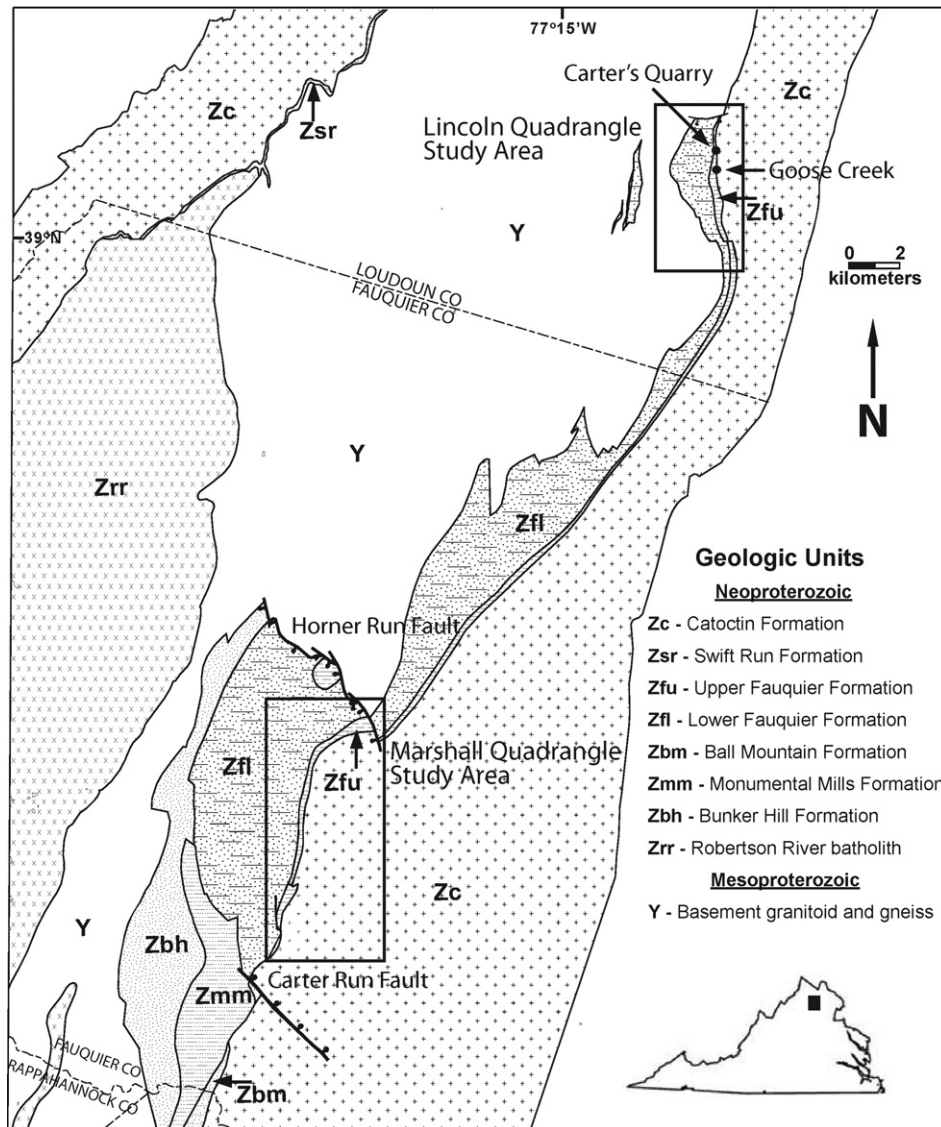 77º15'W
Carter's Quarry
Zc
Zc
Zsr
Lincoln Quadrangle
Study Area
Goose Creek
Zfu
39ºN
Y
LOUDOUN CO
FAUQUIER CO
0 2
kilometers
N
Y
Zrr
Zfl
Geologic Units
Neoproterozoic
Zc - Catoctin Formation
Zsr - Swift Run Formation
Zfu - Upper Fauquier Formation
Zfl - Lower Fauquier Formation
Zbm - Ball Mountain Formation
Zmm - Monumental Mills Formation
Zbh - Bunker Hill Formation
Zrr - Robertson River batholith
Mesoproterozoic
Y - Basement granitoid and gneiss
Horner Run Fault
Marshall Quadrangle
Study Area
Zfl
Zfu
Zc
Y
Zbh
Zmm
Carter Run Fault
FAUQUIER CO
RAPPAHANNOCK CO
Zbm